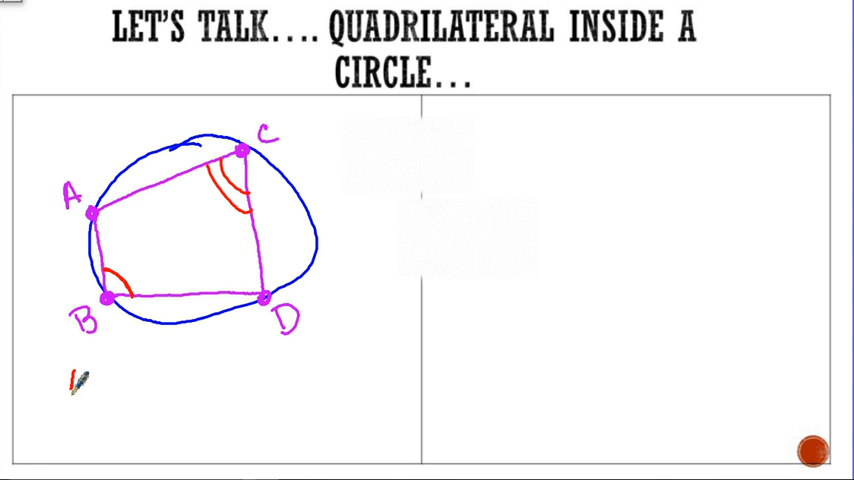 LET'S TALK.... QUADRILATERAL INSIDE A
CIRCLE...
C
A
B
D